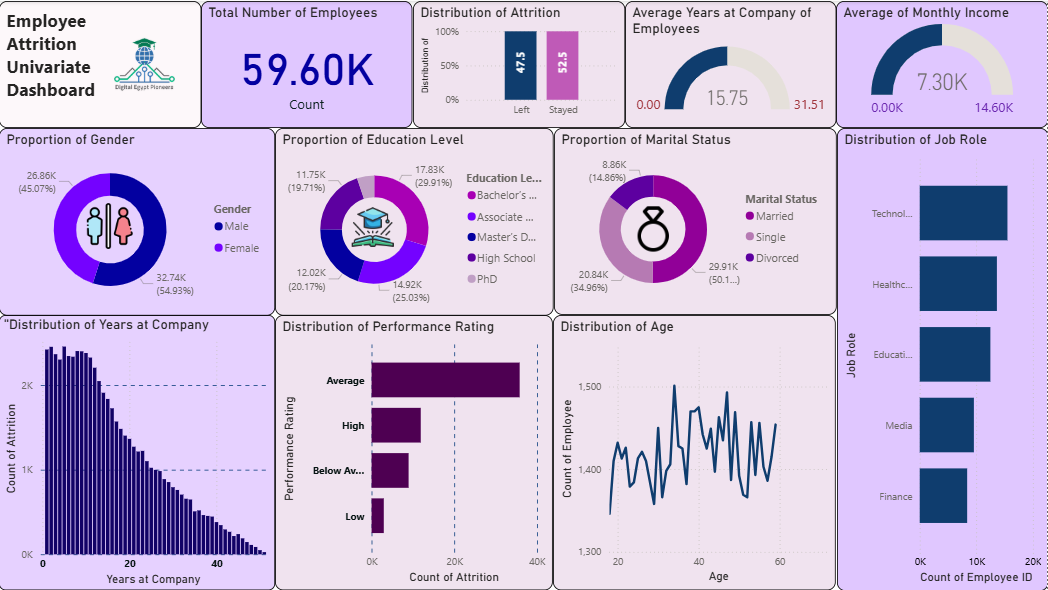 Employee
Attrition
Univariate
Dashboard
Digital Egypt Pioneers
Total Number of Employees
59.60K
Count
Distribution of Attrition
Distribution of
100%
50%
0%
47.5
52.5
Left
Stayed
Average Years at Company of
Employees
0.00
15.75
31.51
Average of Monthly Income
7.30K
0.00K
14.60K
Proportion of Gender
26.86K
(45.07%)
32.74K
(54.93%)
Gender
Male
Female
Proportion of Education Level
11.75K
(19.71%)
17.83K
(29.91%)
12.02K
(20.17%)
14.92K
(25.03%)
Education Le...
Bachelor's ...
Associate ...
Master's D...
High School
PhD
Proportion of Marital Status
8.86K
(14.86%)
20.84K
(34.96%)
29.91K
(50.1...)
Marital Status
Married
Single
Divorced
Distribution of Job Role
Job Role
Technol...
Healthc...
Educati...
Media
Finance
0K
10K
20K
Count of Employee ID
"Distribution of Years at Company
Count of Attrition
2K
1K
0K
0
20
40
Years at Company
Distribution of Performance Rating
Performance Rating
Average
High
Below Av...
Low
0K
20K
40K
Count of Attrition
Distribution of Age
Count of Employee
1,500
1,400
1,300
20
40
60
Age